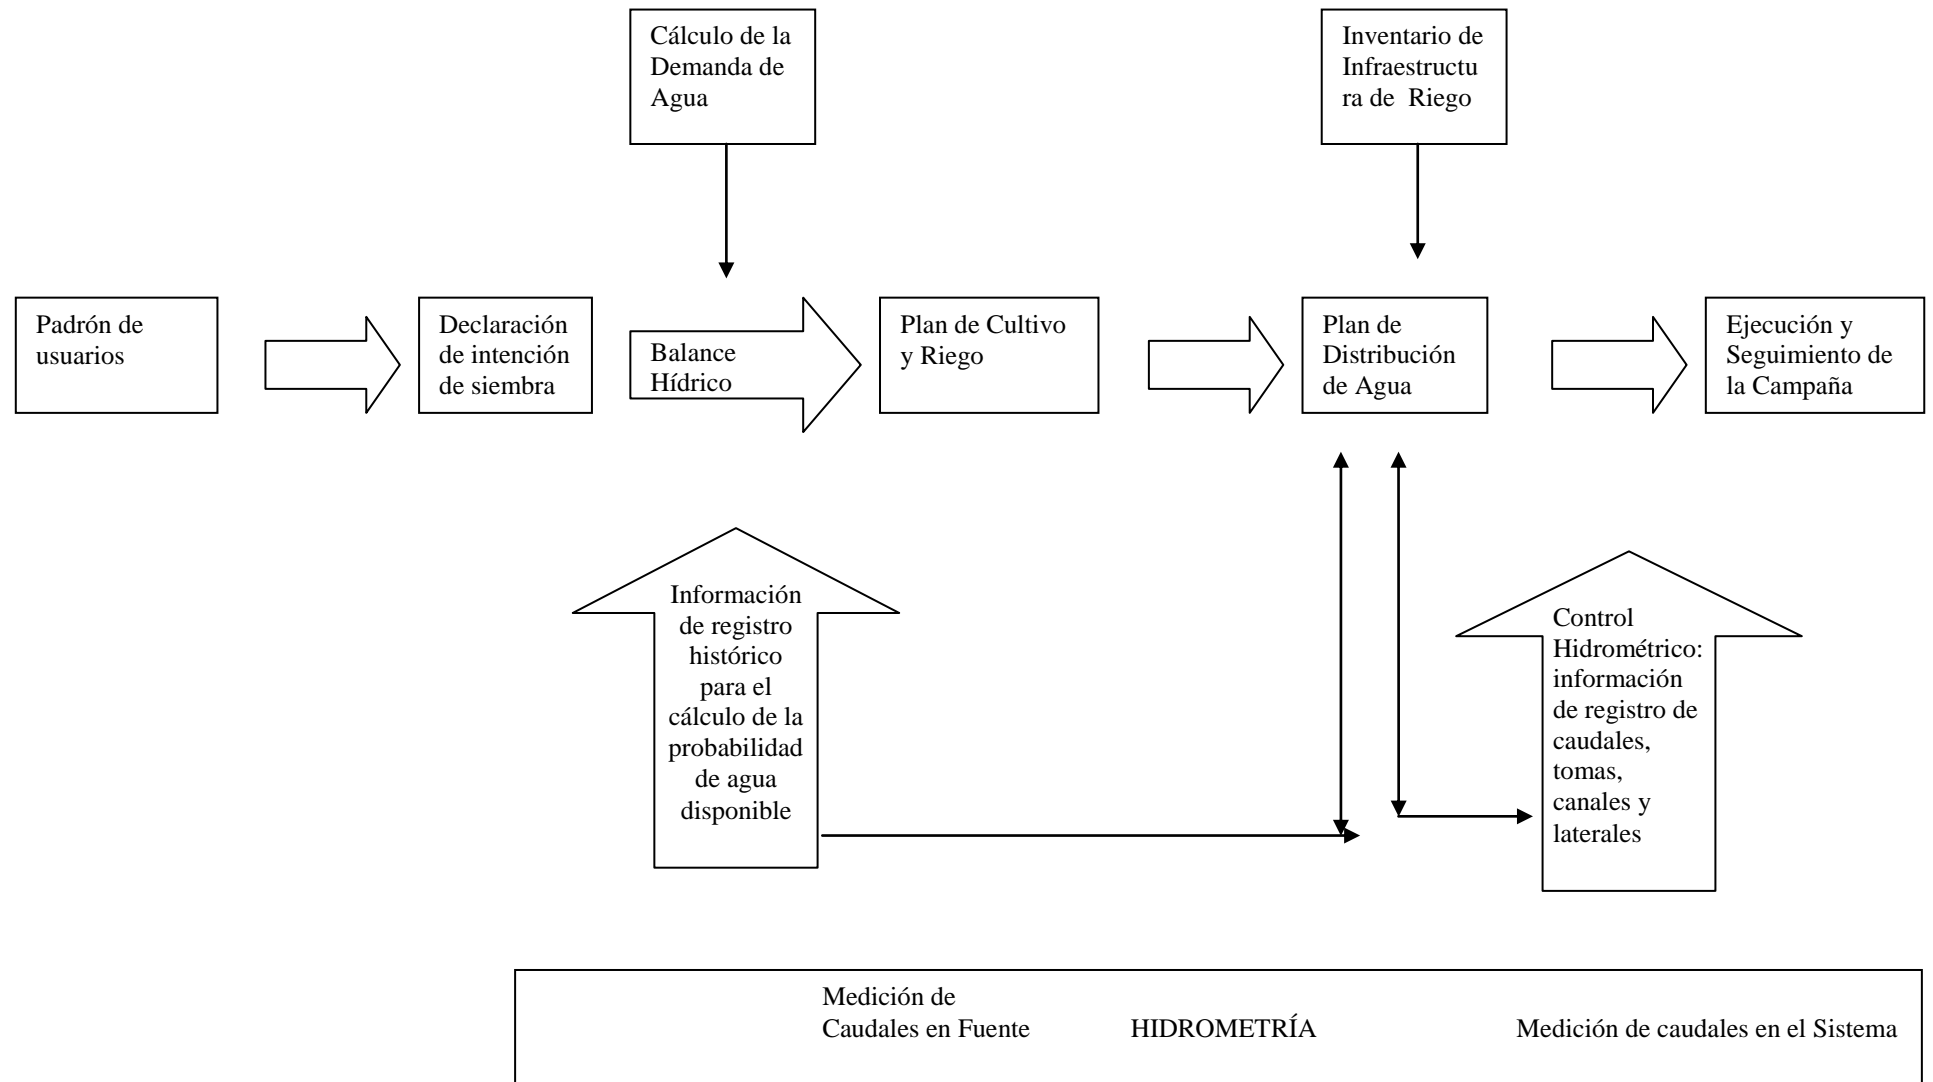 Cálculo de la
Demanda de
Agua
Inventario de
Infraestructu
ra de Riego
Padrón de
usuarios
Declaración
de intención
de siembra
Balance
Hídrico
Plan de Cultivo
y Riego
Plan de
Distribución
de Agua
Ejecución y
Seguimiento de
la Campaña
Información
de registro
histórico
para el
cálculo de la
probabilidad
de agua
disponible
Control
Hidrométrico:
información
de registro de
caudales,
tomas,
canales y
laterales
Medición de
Caudales en Fuente
HIDROMETRÍA
Medición de caudales en el Sistema